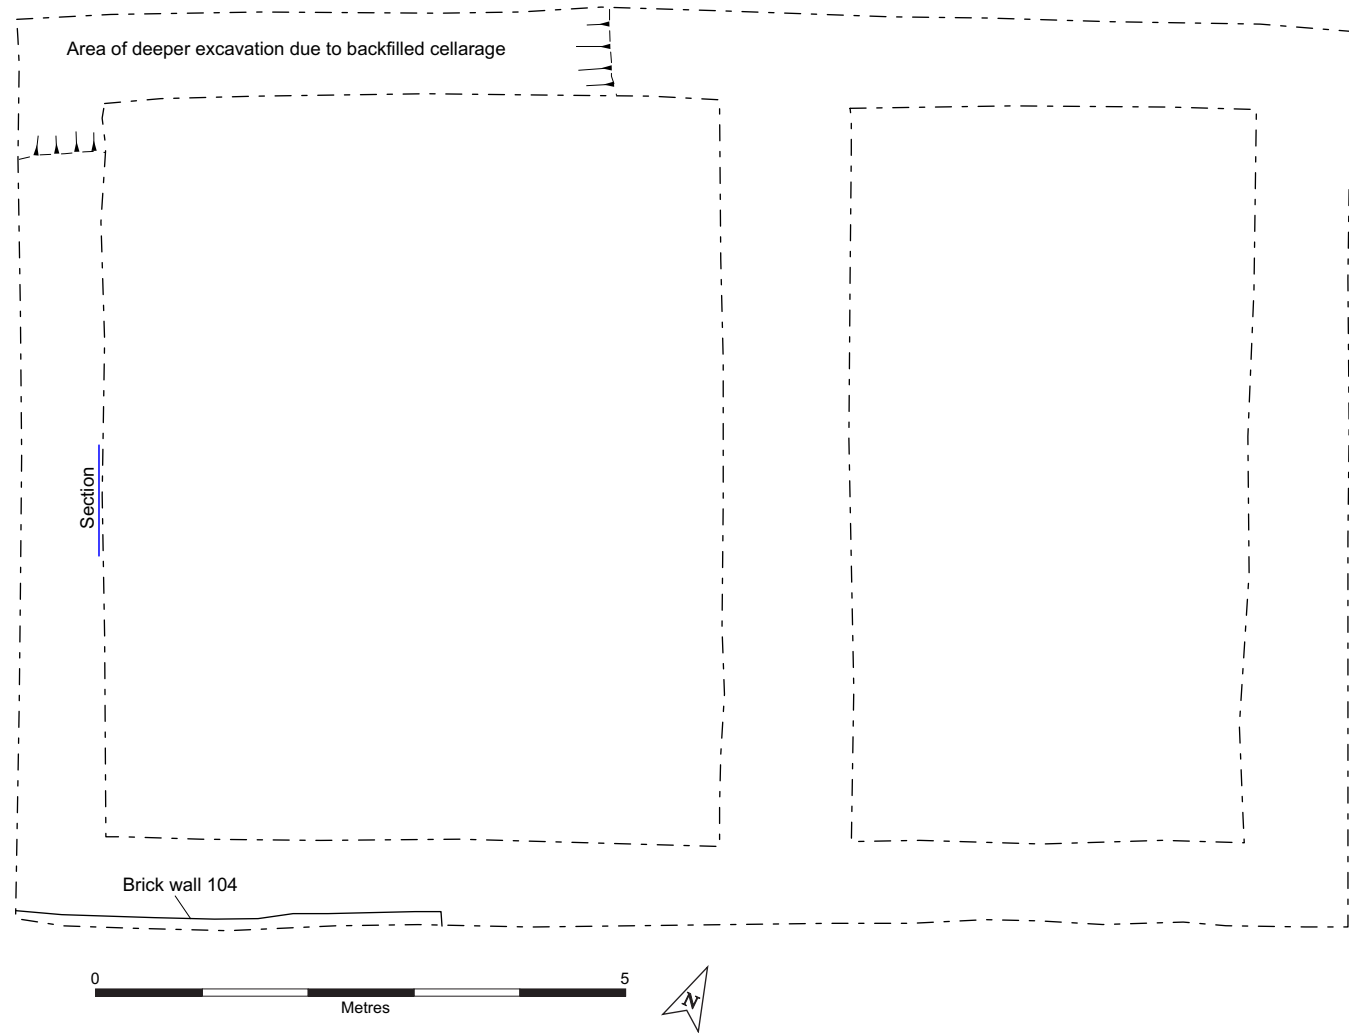 Area of deeper excavation due to backfilled cellarage
Section
Brick wall 104
0 5
Metres
N